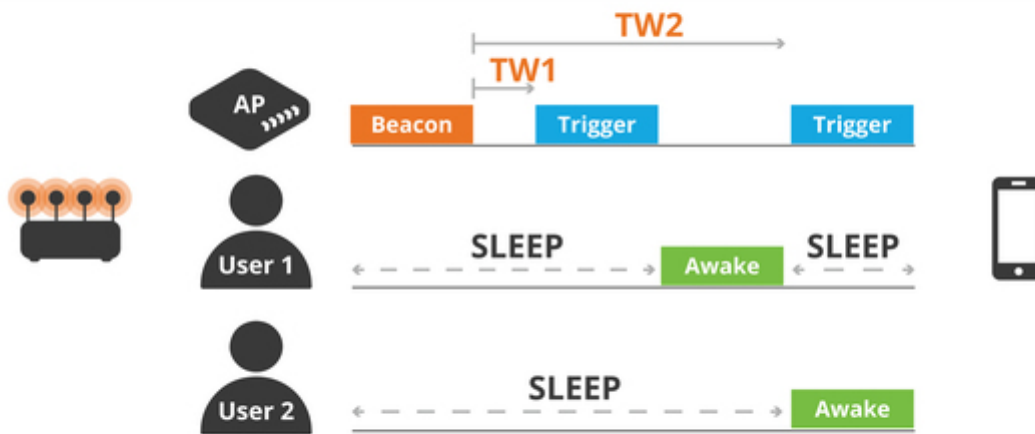 TW2
TW1
AP
Beacon
Trigger
Trigger
User 1
SLEEP
Awake
SLEEP
User 2
SLEEP
Awake